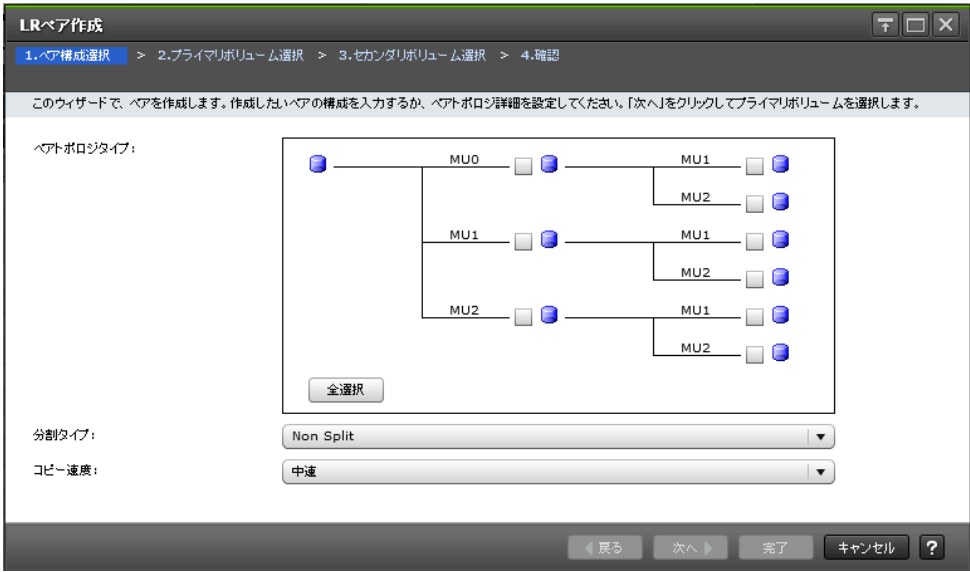 LRペア作成
1.ペア構成選択 > 2.プライマリボリューム選択 > 3.セカンダリボリューム選択 > 4.確認
このウィザードで、ペアを作成します。作成したいペアの構成を入力するか、ペアトポロジ詳細を設定してください。「次へ」をクリックしてプライマリボリュームを選択します。
ペアトポロジタイプ:
MU0 MU1
MU2
MU1 MU1
MU2
MU2 MU1
MU2
全選択
分割タイプ: Non Split
コピー速度: 中速
戻る 次へ 完了 キャンセル ?